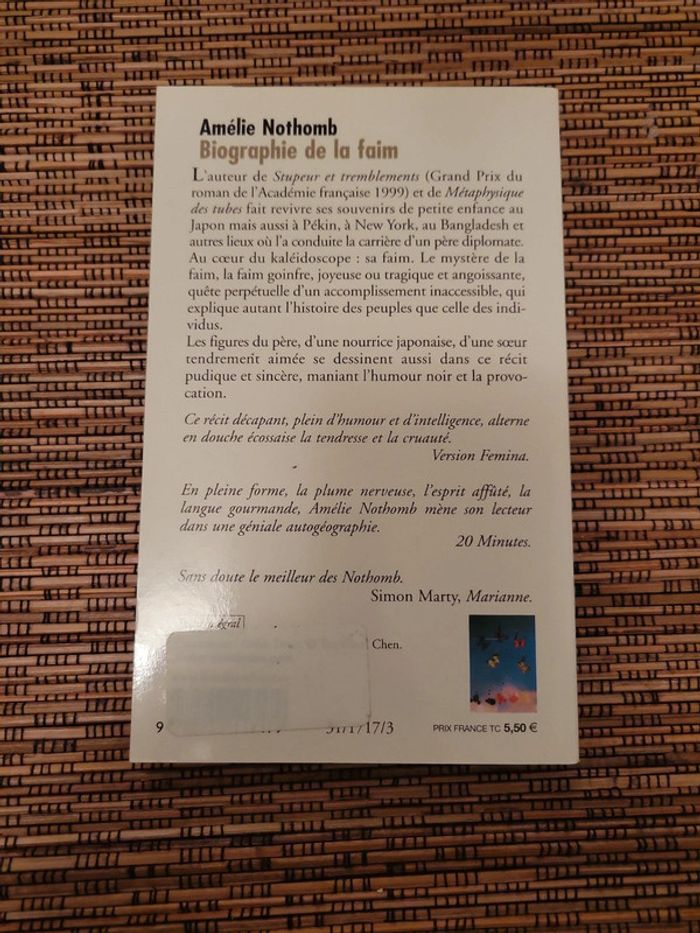 Amélie Nothomb
Biographie de la faim
L'auteur de Stupeur et tremblements (Grand Prix du
roman de l'Académie française 1999) et de Métaphysique
des tubes fait revivre ses souvenirs de petite enfance au
Japon mais aussi à Pékin, à New York, au Bangladesh et
autres lieux où l'a conduite la carrière d'un père diplomate.
Au cœur du kaléidoscope : sa faim. Le mystère de la
faim, la faim goinfre, joyeuse ou tragique et angoissante,
quête perpétuelle d'un accomplissement inaccessible, qui
explique autant l'histoire des peuples que celle des indi-
vidus.
Les figures du père, d'une nourrice japonaise, d'une sœur
tendrement aimée se dessinent aussi dans ce récit
pudique et sincère, maniant l'humour noir et la provo-
cation.
Ce récit décapant, plein d'humour et d'intelligence, alterne
en douche écossaise la tendresse et la cruauté.
Version Femina.
En pleine forme, la plume nerveuse, l'esprit affûté, la
langue gourmande, Amélie Nothomb mène son lecteur
dans une géniale autogéographie.
20 Minutes.
Sans doute le meilleur des Nothomb.
Simon Marty, Marianne.
Chen.
9
PRIX FRANCE TC 5,50 €